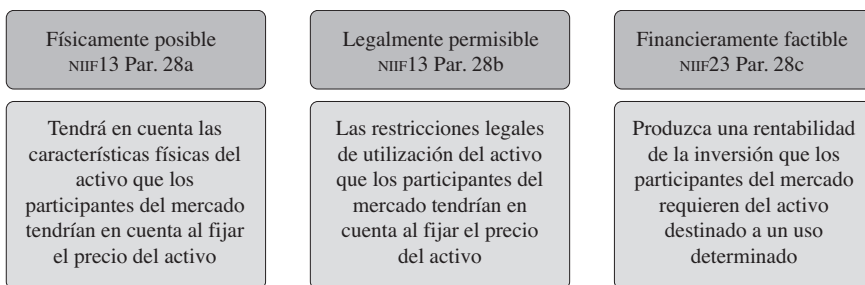 Físicamente posible
NIIF13 Par. 28a
Tendrá en cuenta las
características físicas del
activo que los
participantes del mercado
tendrían en cuenta al fijar
el precio del activo
Legalmente permisible
NIIF13 Par. 28b
Las restricciones legales
de utilización del activo
que los participantes del
mercado tendrían en
cuenta al fijar el precio
del activo
Financieramente factible
NIIF23 Par. 28c
Produzca una rentabilidad
de la inversión que los
participantes del mercado
requieren del activo
destinado a un uso
determinado